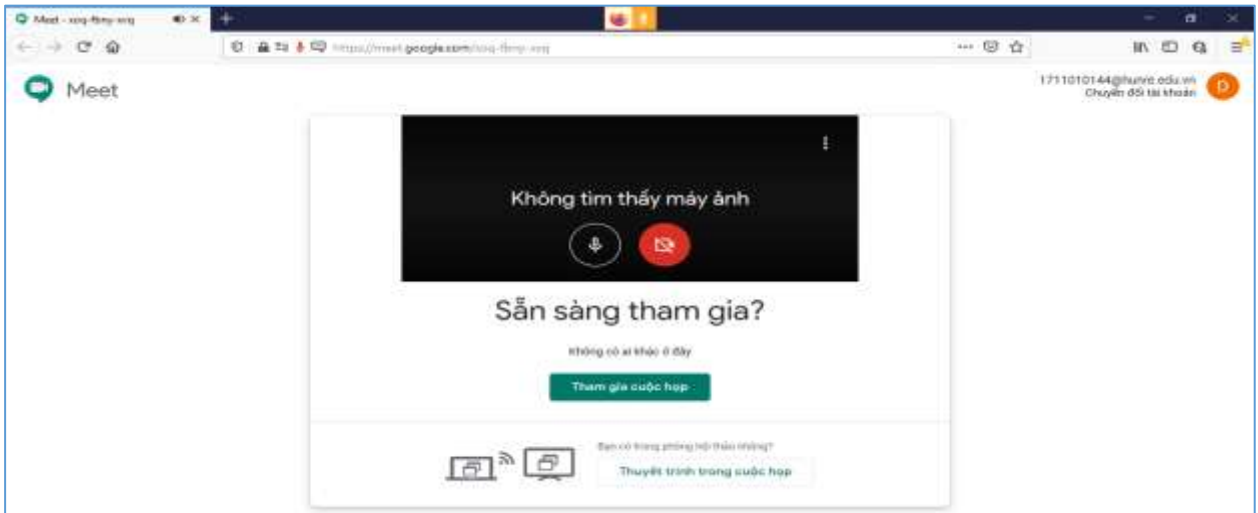 Meet
1711010144@hunre.edu.vn
Chuyển đổi tài khoản
D
Không tìm thấy máy ảnh
Sẵn sàng tham gia?
Không có ai khác ở đây
Tham gia cuộc họp
Bạn có trong phòng hội thảo không?
Thuyết trình trong cuộc họp